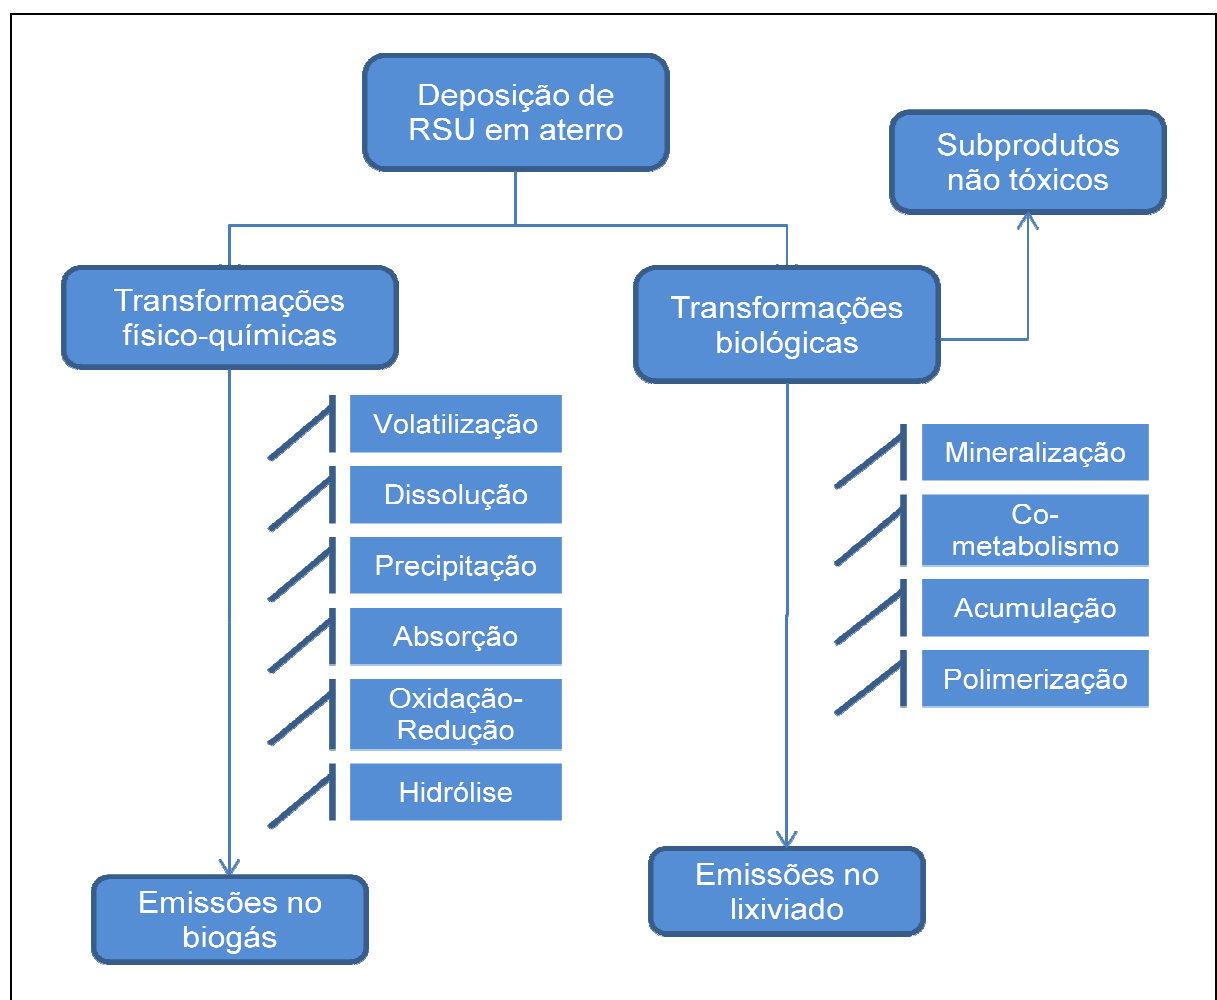 Deposição de
RSU em aterro
Subprodutos
não tóxicos
Transformações
físico-químicas
Transformações
biológicas
Volatilização
Dissolução
Precipitação
Absorção
Oxidação-
Redução
Hidrólise
Mineralização
Co-
metabolismo
Acumulação
Polimerização
Emissões no
biogás
Emissões no
lixiviado